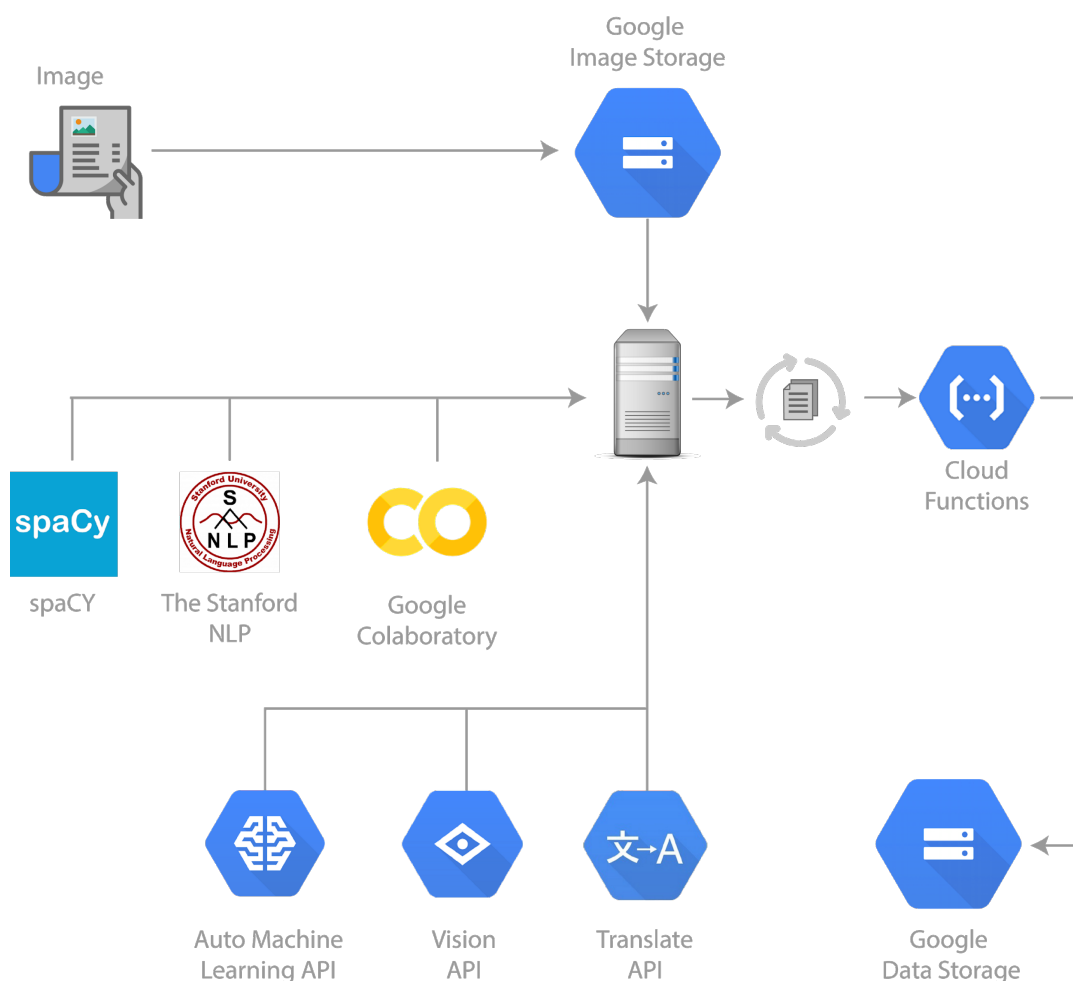 Google
Image Storage
Image
Cloud
Functions
spaCy
Stanford University
S
NLP
Natural Language Processing
spaCY
The Stanford
NLP
Google
Colaboratory
文→A
Auto Machine
Learning API
Vision
API
Translate
API
Google
Data Storage